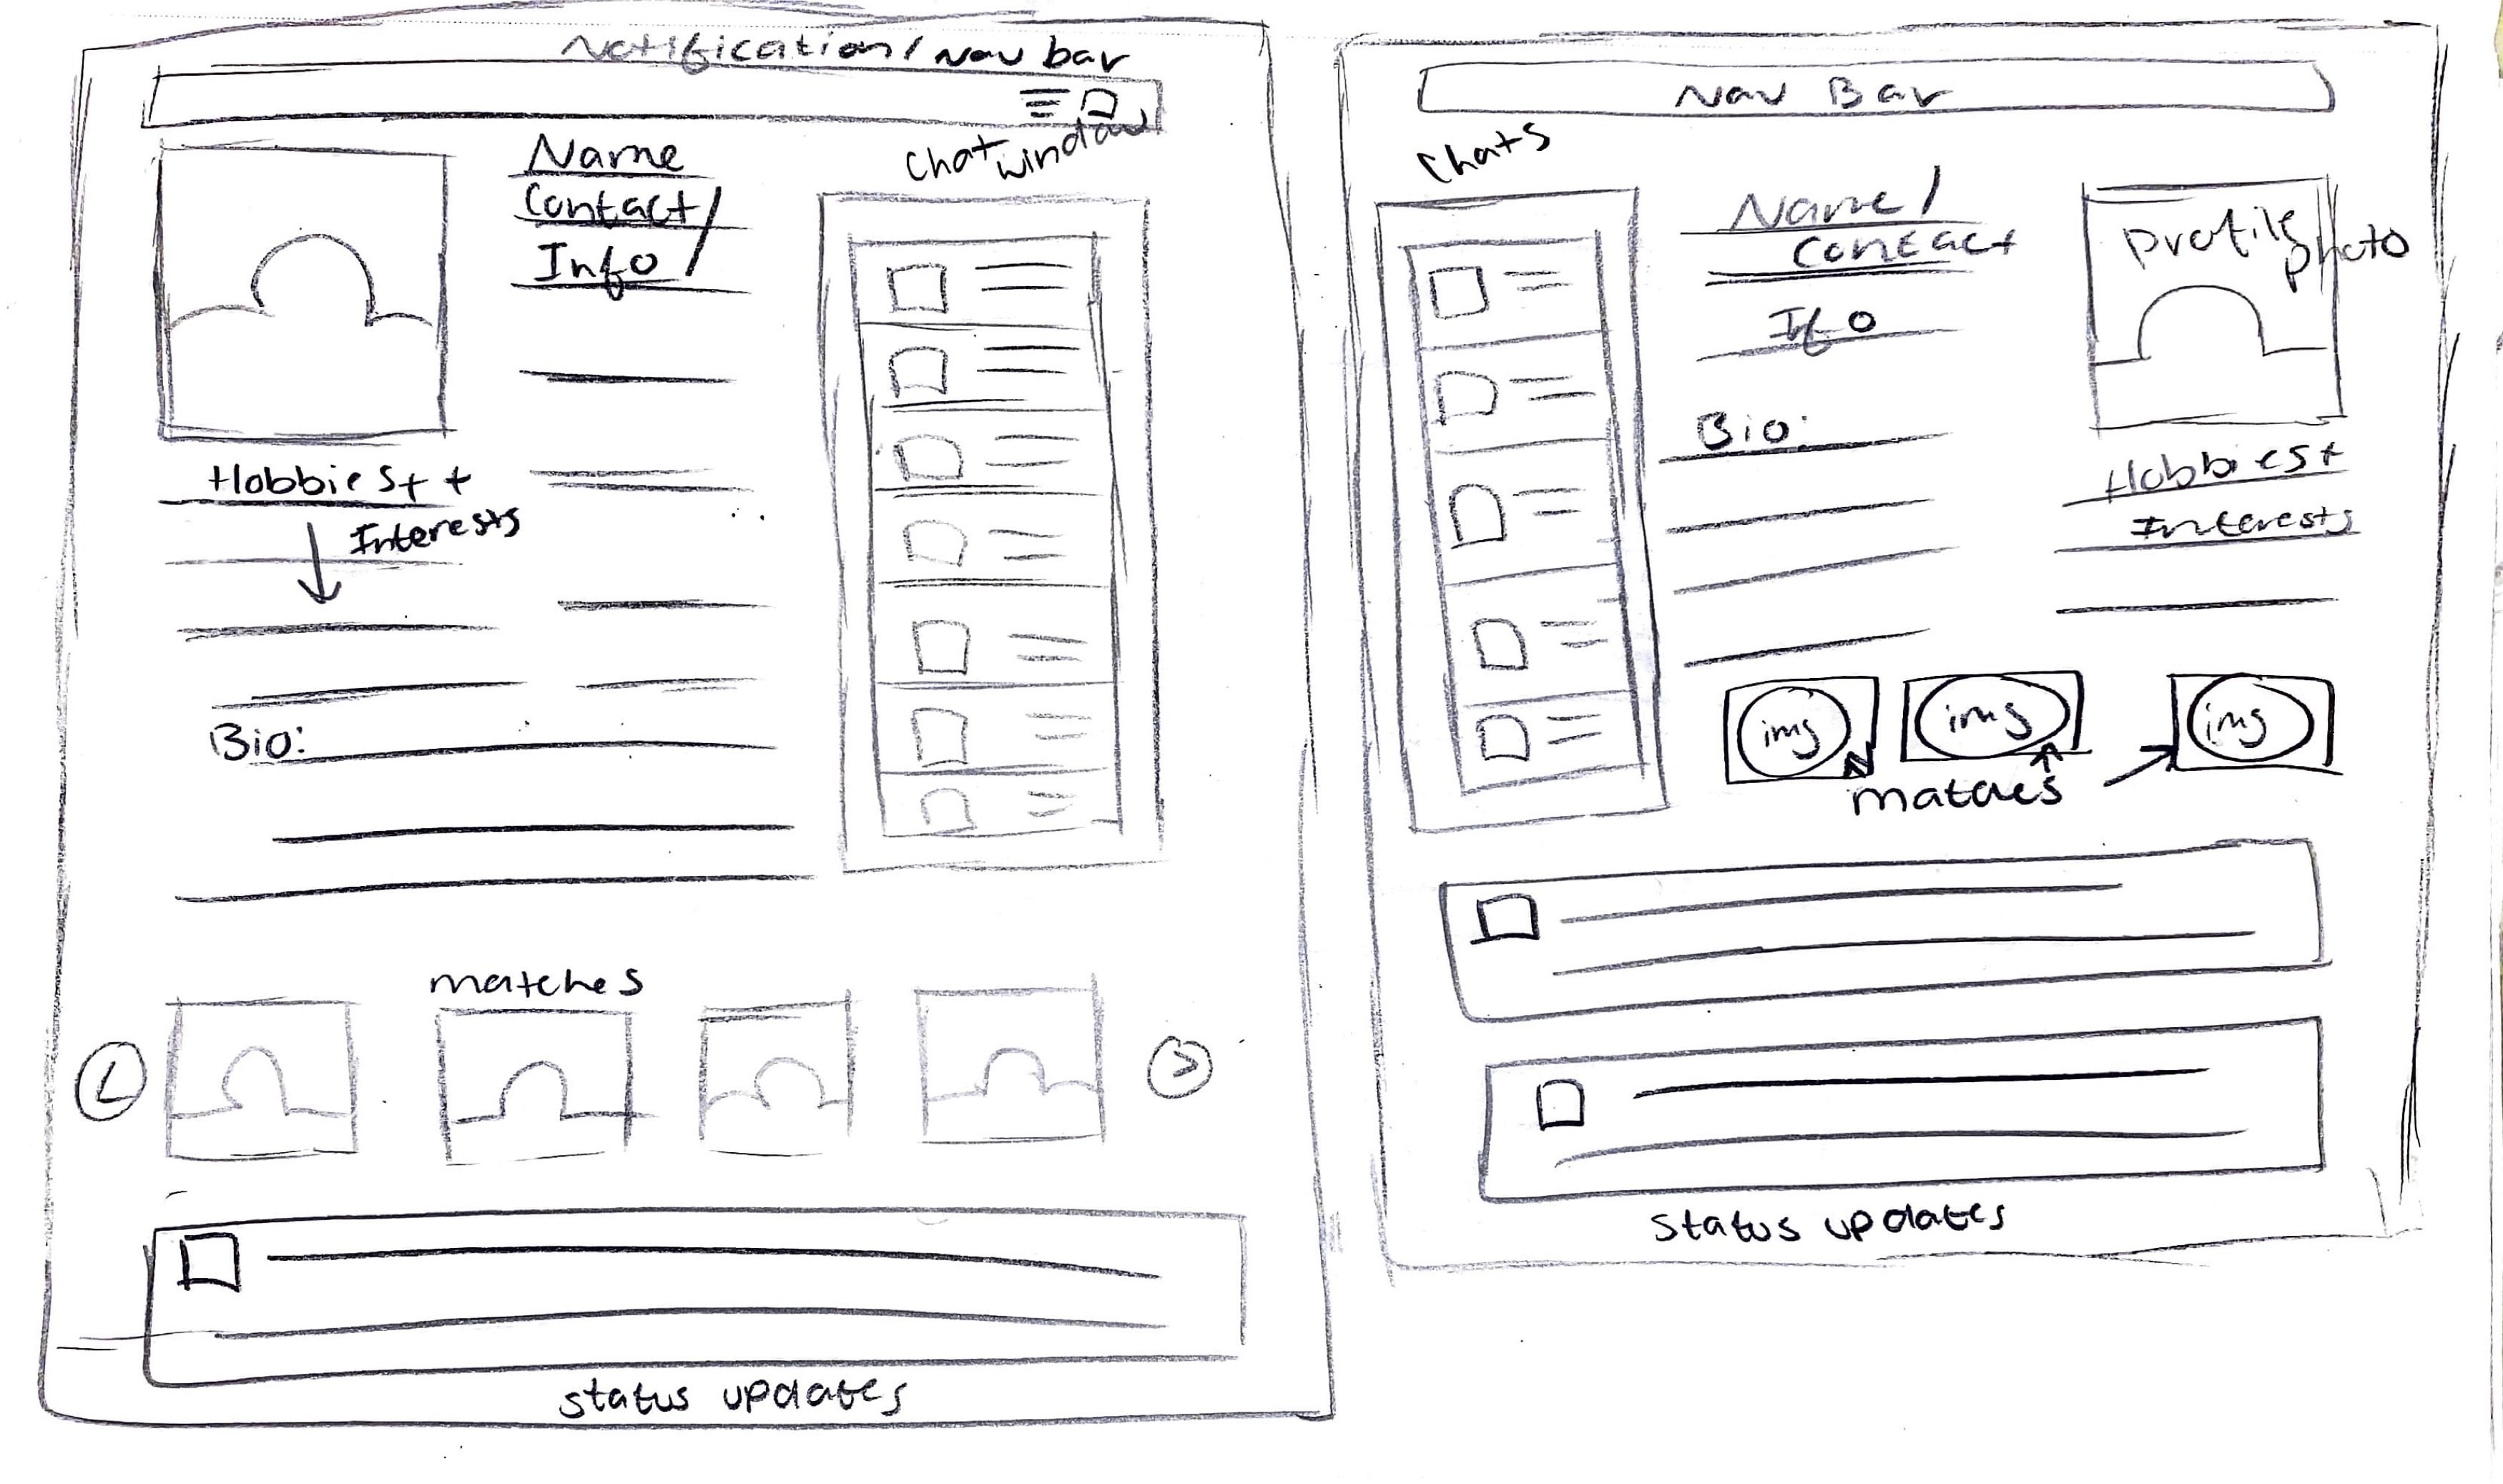 Notification/Nav bar
Chat window
Name
Contact/
Info/
Hobbies + +
Interests
Bio:
matches
status updates
Nav Bar
Chats
Name/
Contact
Ifo
profile photo
Bio:
Hobbies +
Interests
img img img
matches
status updates